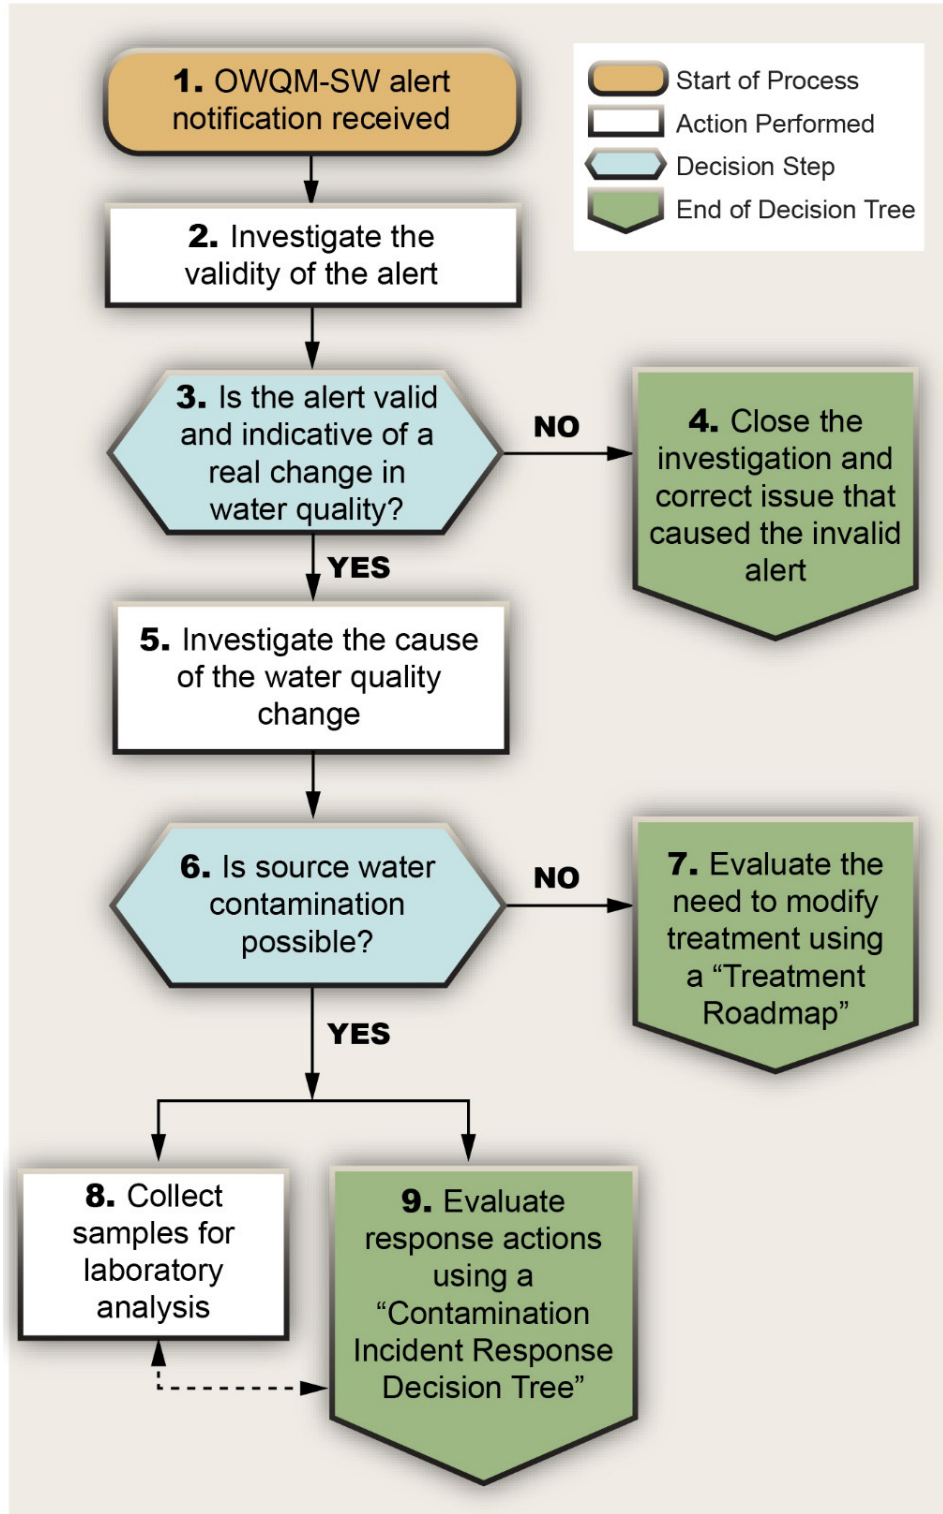 1. OWQM-SW alert
notification received
Start of Process
Action Performed
Decision Step
End of Decision Tree
2. Investigate the
validity of the alert
3. Is the alert valid
and indicative of a
real change in
water quality?
NO
4. Close the
investigation and
correct issue that
caused the invalid
alert
YES
5. Investigate the cause
of the water quality
change
6. Is source water
contamination
possible?
NO
7. Evaluate the
need to modify
treatment using
a “Treatment
Roadmap”
YES
8. Collect
samples for
laboratory
analysis
9. Evaluate
response actions
using a
“Contamination
Incident Response
Decision Tree”